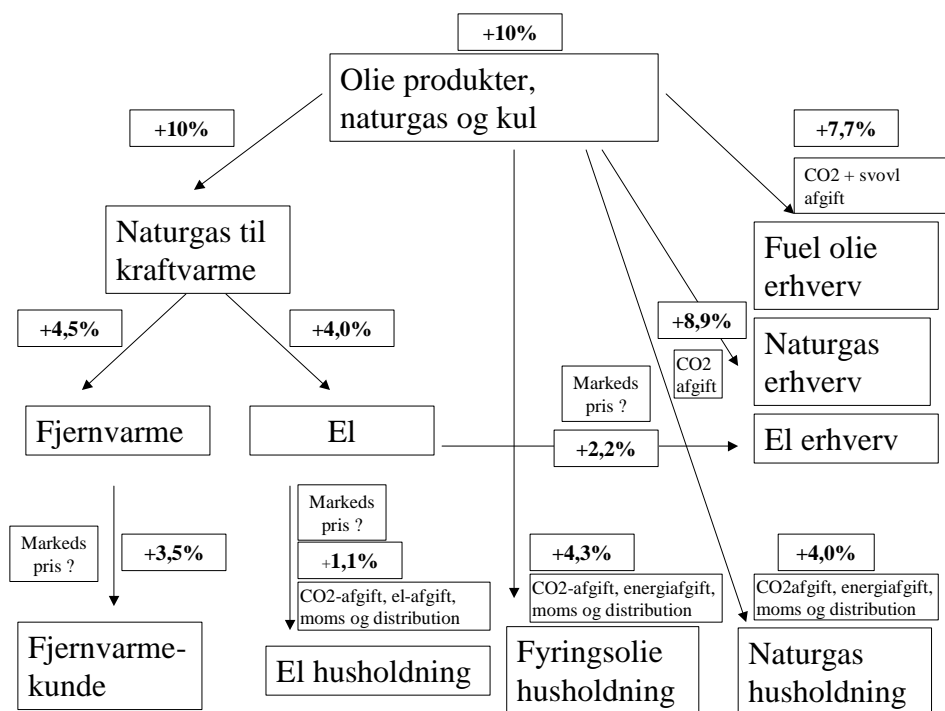 +10%
Olie produkter,
naturgas og kul
+10%
+7,7%
CO2 + svovl
afgift
Naturgas til
kraftvarme
Fuel olie
erhverv
+4,5%
+4,0%
+8,9%
CO2
afgift
Naturgas
erhverv
Markeds
pris ?
Fjernvarme
El
+2,2%
El erhverv
Markeds
pris ?
+3,5%
Markeds
pris ?
+1,1%
CO2-afgift, el-afgift,
moms og distribution
+4,3%
CO2-afgift, energiafgift,
moms og distribution
+4,0%
CO2afgift, energiafgift,
moms og distribution
Fjernvarme-
kunde
El husholdning
Fyringsolie
husholdning
Naturgas
husholdning